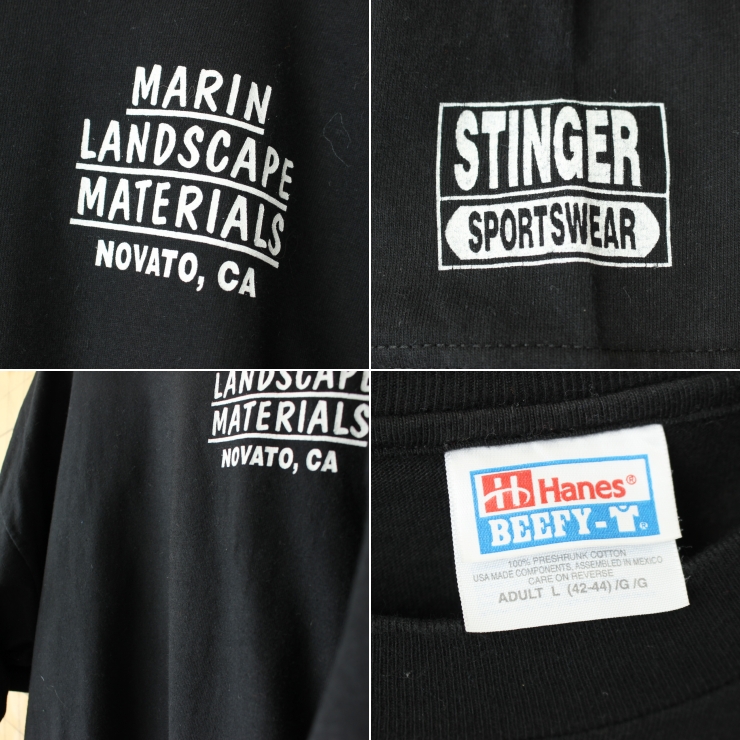 MARIN
LANDSCAPE
MATERIALS
NOVATO, CA
STINGER
SPORTSWEAR
LANDSCAPE
MATERIALS
NOVATO, CA
Hanes®
BEEFY-T®
100% PRESHRUNK COTTON
USA MADE COMPONENTS. ASSEMBLED IN MEXICO
CARE ON REVERSE
ADULT L (42-44) /G /G